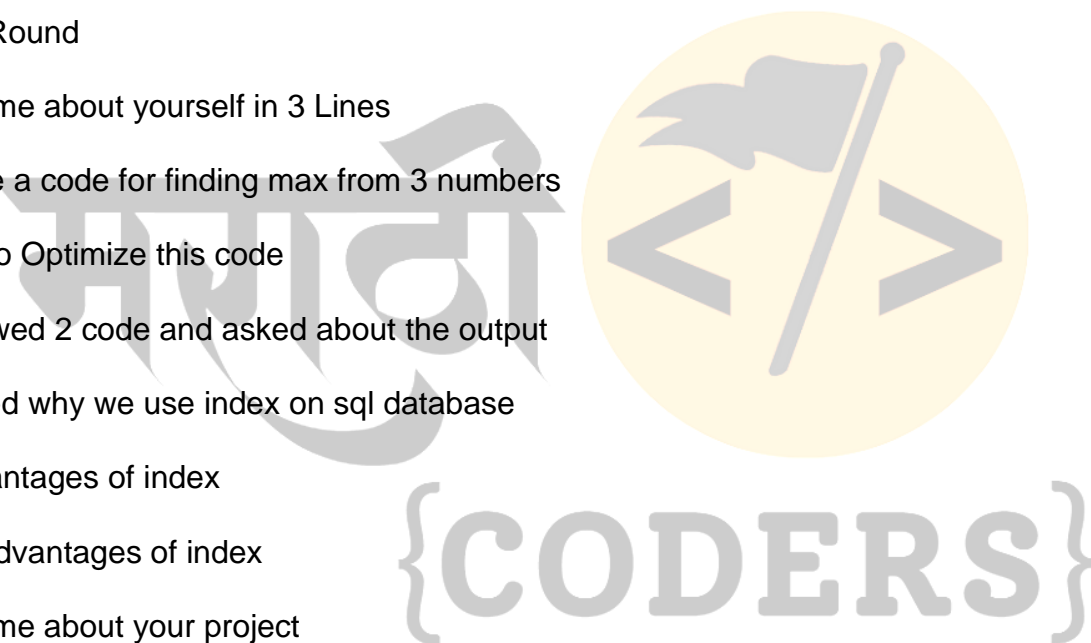 Round
me about yourself in 3 Lines
e a code for finding max from 3 numbers
o Optimize this code
wed 2 code and asked about the output
d why we use index on sql database
antages of index
dvantages of index
me about your project
मराठी
</>
{CODERS}